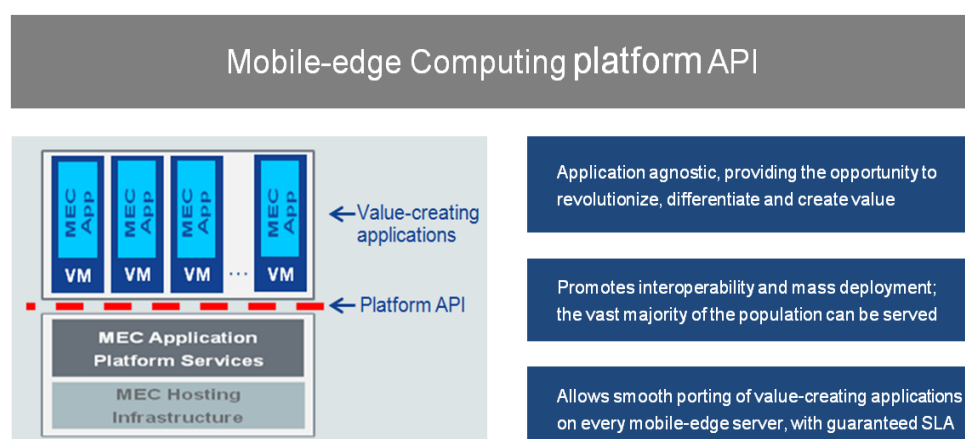 Mobile-edge Computing platform API
MEC App
MEC App
MEC App
MEC App
VM
VM
VM
...
VM
Value-creating
applications
Platform API
MEC Application
Platform Services
MEC Hosting
Infrastructure
Application agnostic, providing the opportunity to
revolutionize, differentiate and create value
Promotes interoperability and mass deployment;
the vast majority of the population can be served
Allows smooth porting of value-creating applications
on every mobile-edge server, with guaranteed SLA